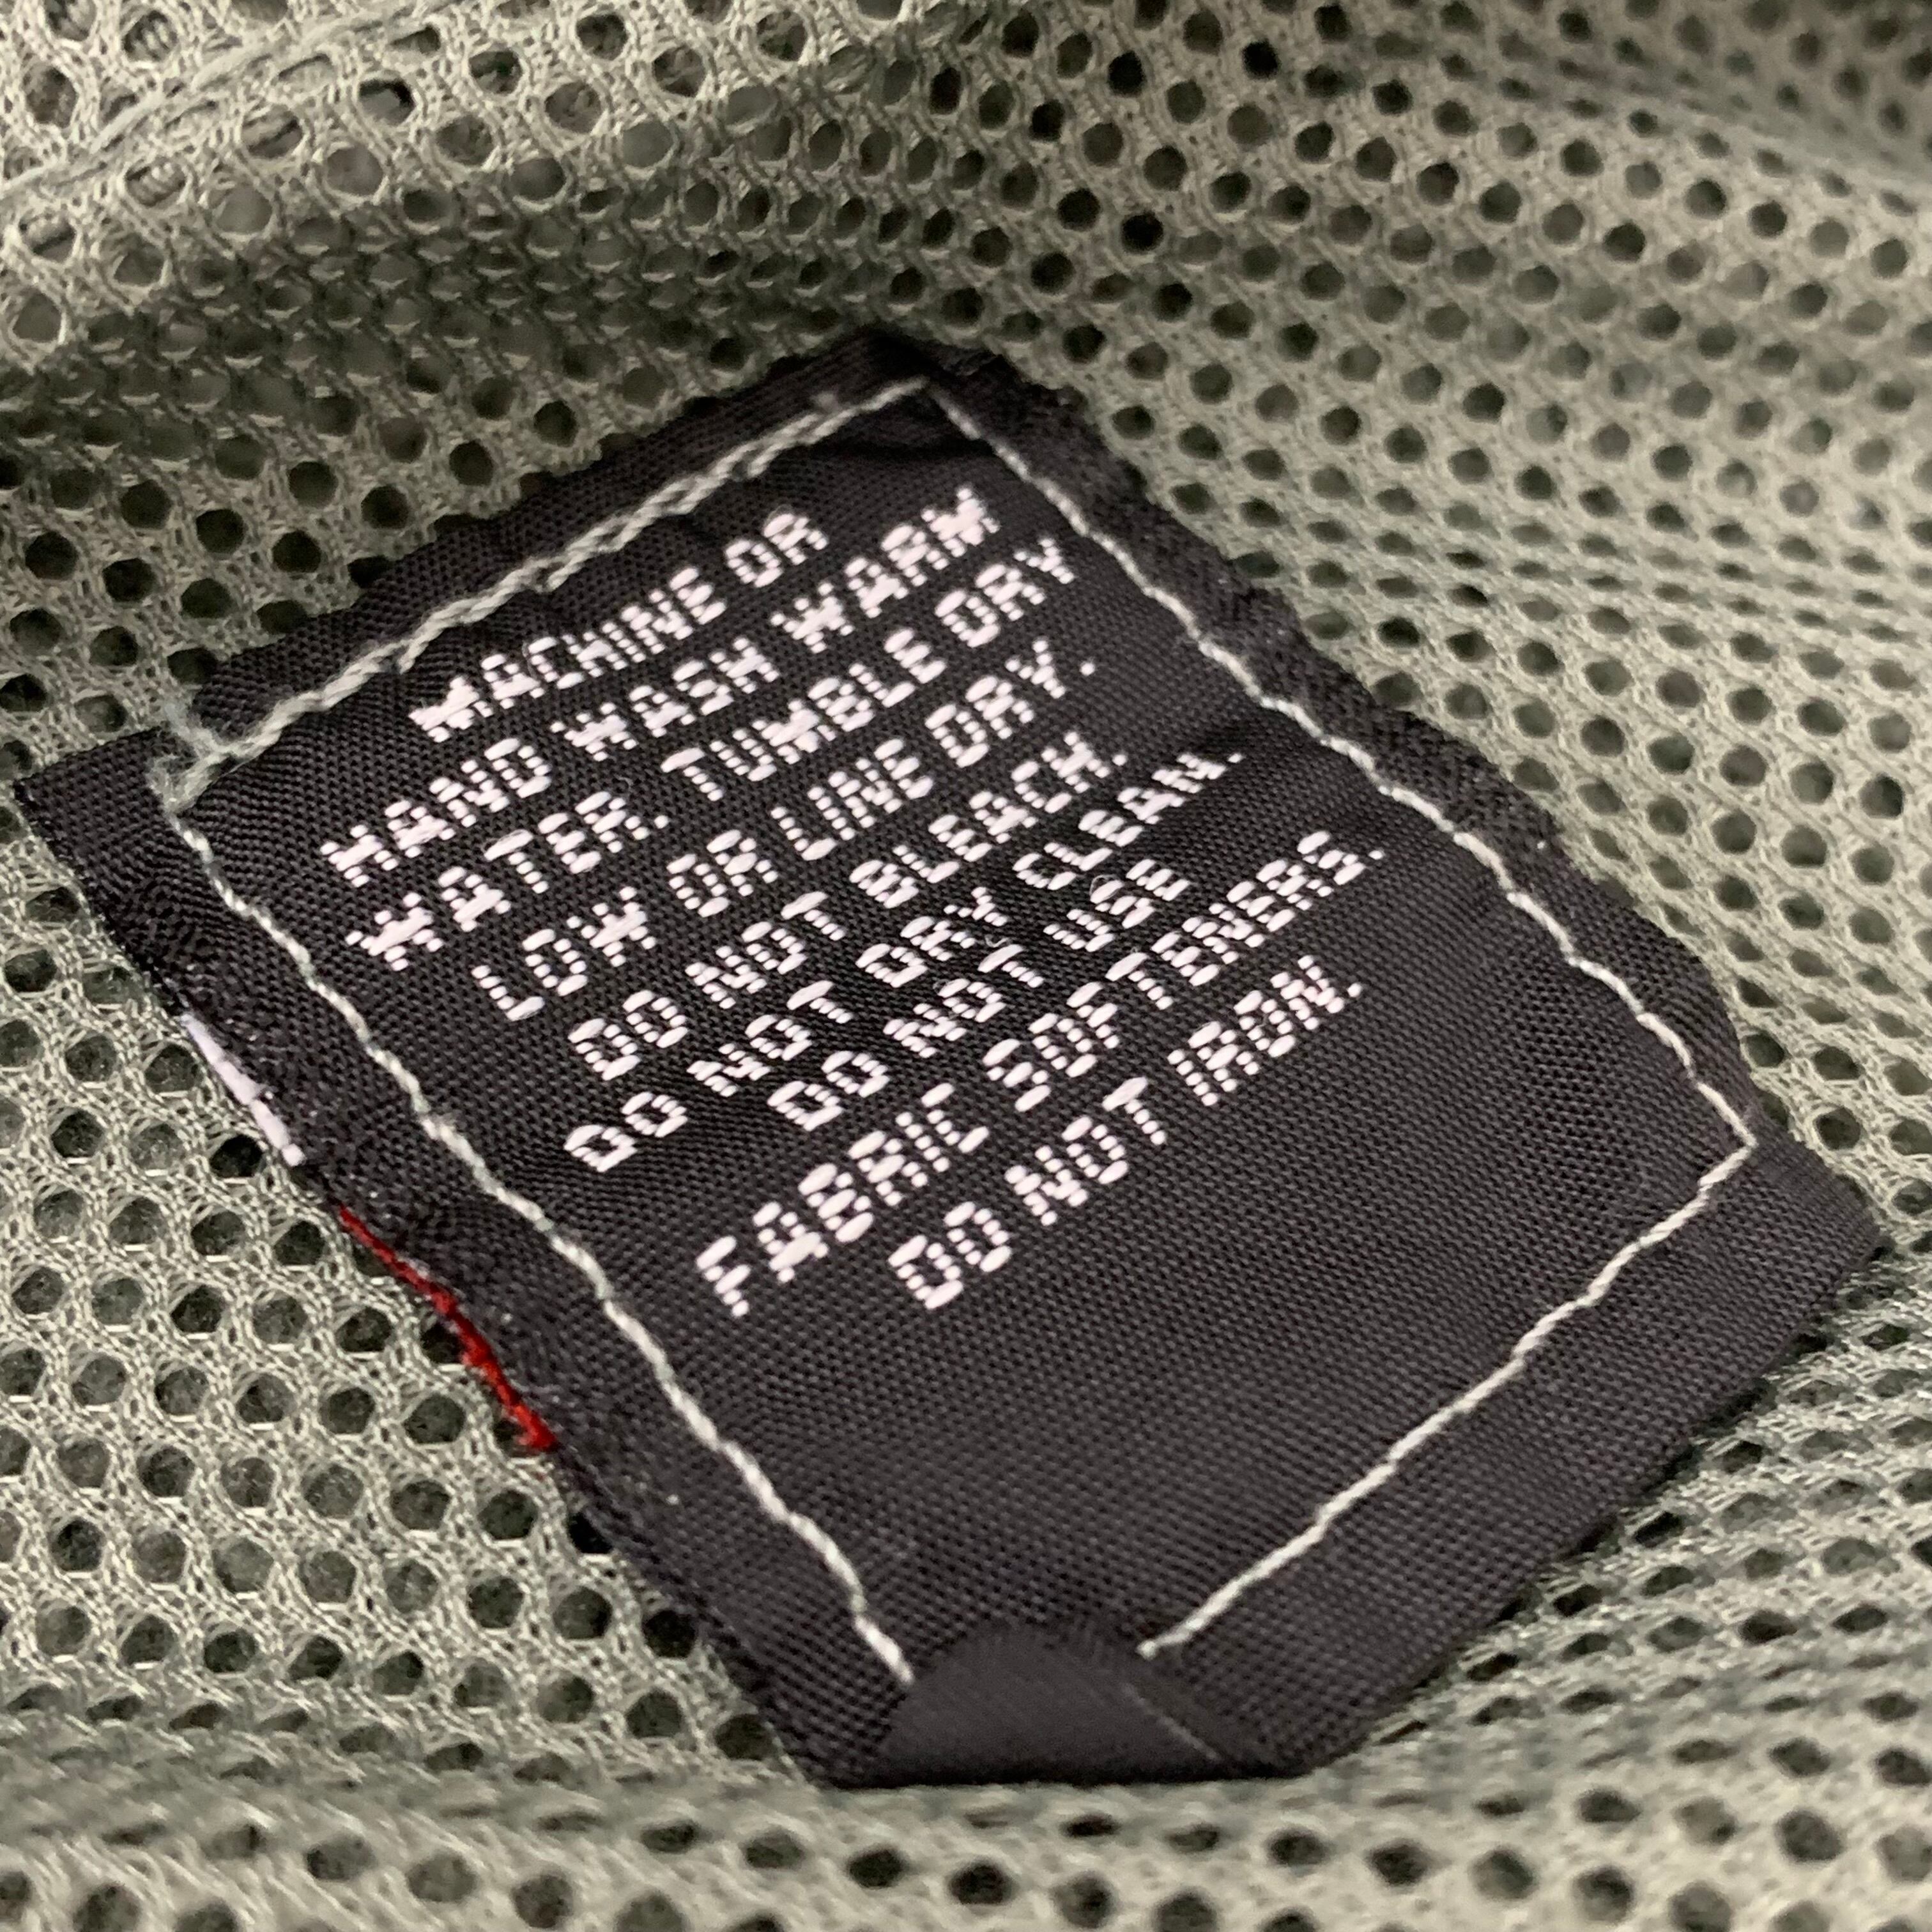 MACHINE OR
HAND WASH WARM
WATER. TUMBLE DRY
LOW OR LINE DRY.
DO NOT BLEACH.
DO NOT DRY CLEAN.
DO NOT USE
FABRIC SOFTENERS.
DO NOT IRON.